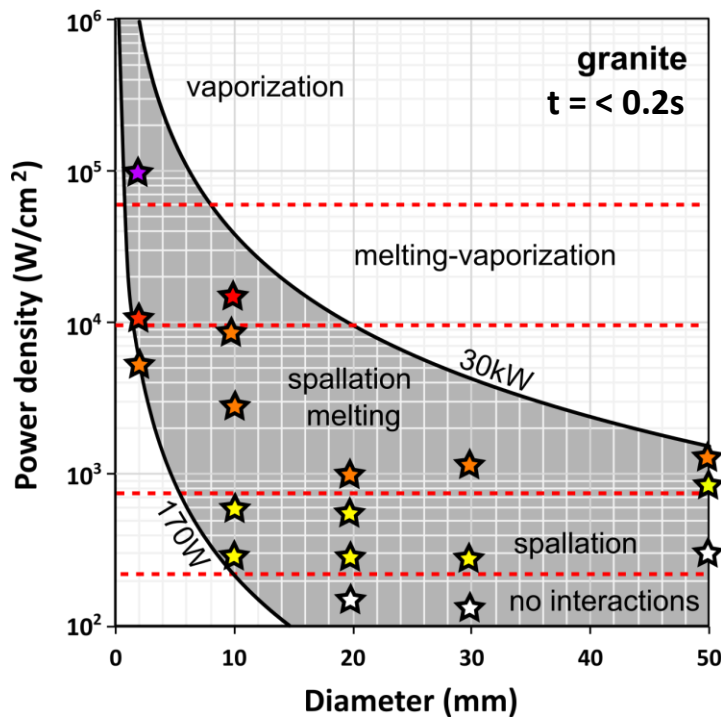 10⁶
10⁵
10⁴
10³
10²
Power density (W/cm²)
granite
t = < 0.2s
vaporization
melting-vaporization
30kW
spallation
melting
170W
spallation
no interactions
0 10 20 30 40 50
Diameter (mm)